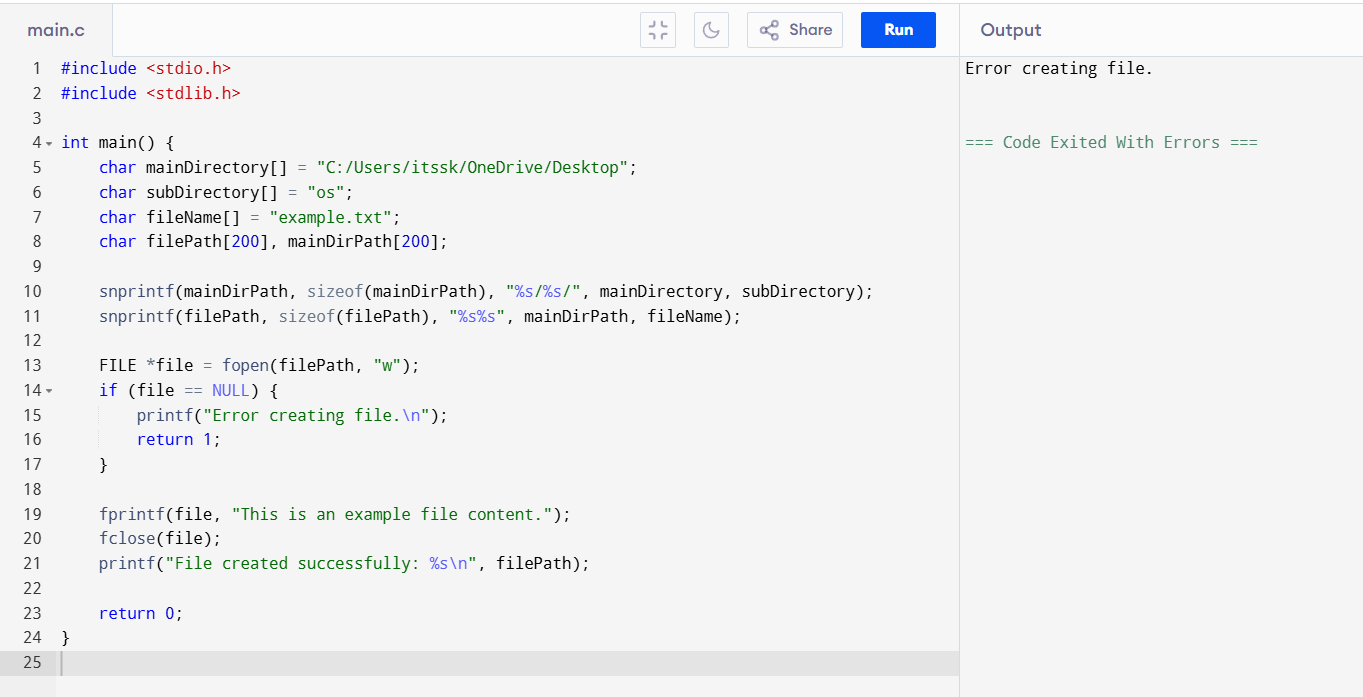 main.c
Share
Run
Output
1 #include <stdio.h>
2 #include <stdlib.h>
3
4 int main() {
5     char mainDirectory[] = "C:/Users/itssk/OneDrive/Desktop";
6     char subDirectory[] = "os";
7     char fileName[] = "example.txt";
8     char filePath[200], mainDirPath[200];
9
10     snprintf(mainDirPath, sizeof(mainDirPath), "%s/%s/", mainDirectory, subDirectory);
11     snprintf(filePath, sizeof(filePath), "%s%s", mainDirPath, fileName);
12
13     FILE *file = fopen(filePath, "w");
14     if (file == NULL) {
15         printf("Error creating file.\n");
16         return 1;
17     }
18
19     fprintf(file, "This is an example file content.");
20     fclose(file);
21     printf("File created successfully: %s\n", filePath);
22
23     return 0;
24 }
25
Error creating file.
=== Code Exited With Errors ===